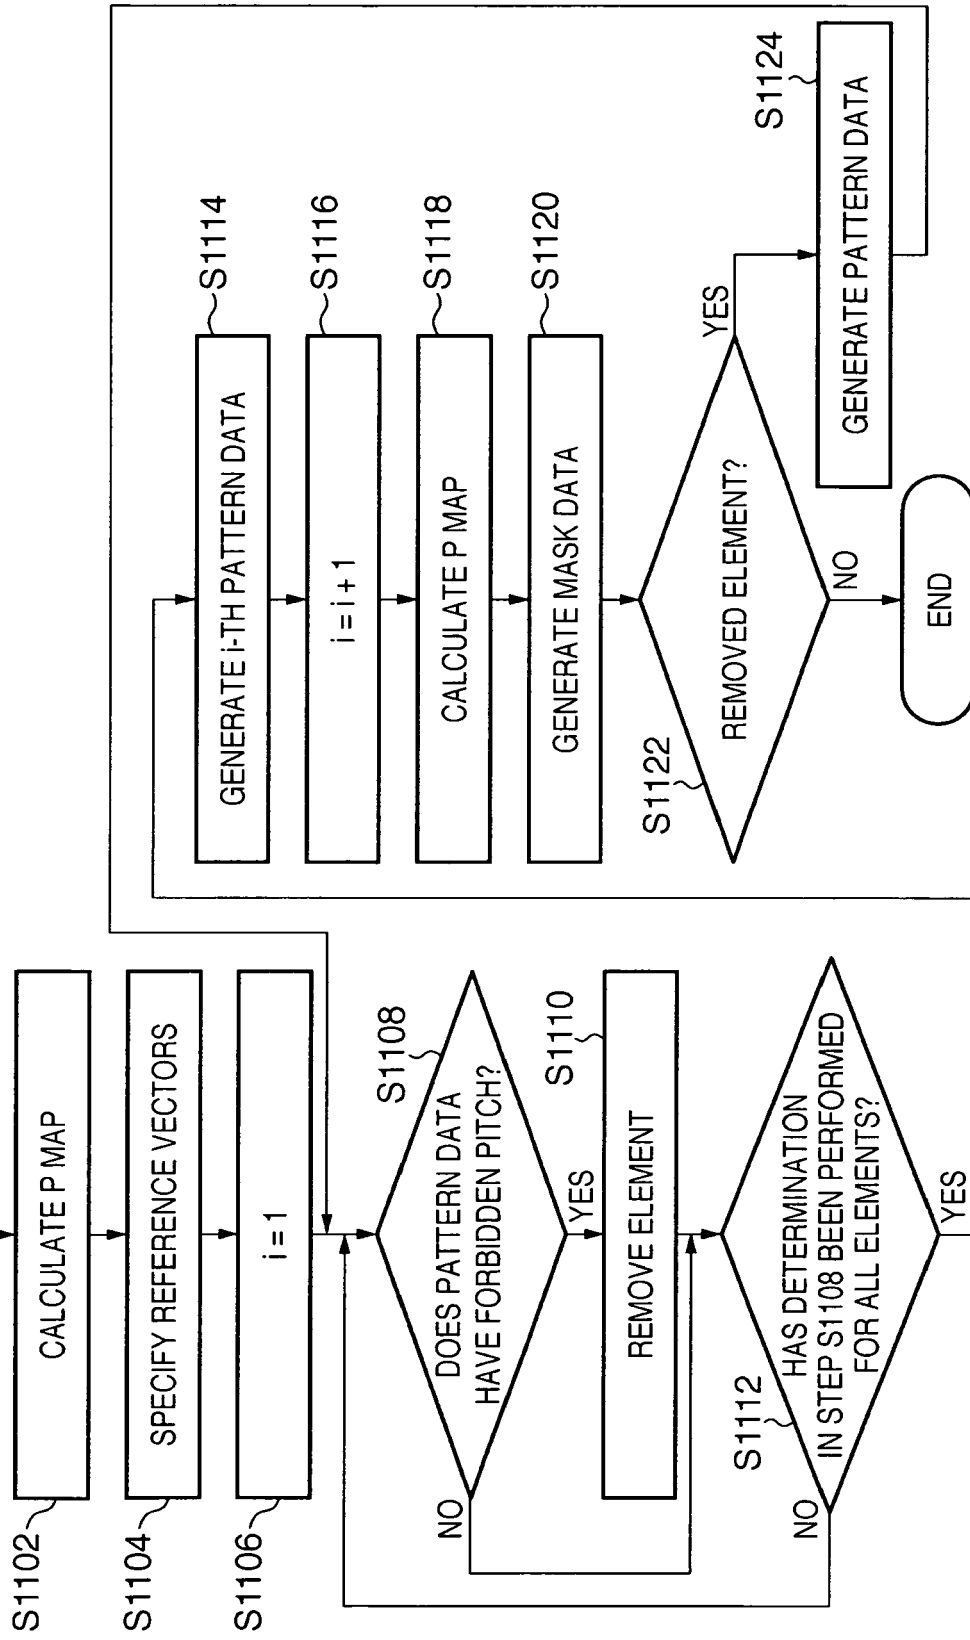 S1102
CALCULATE P MAP
S1104
SPECIFY REFERENCE VECTORS
S1106
i = 1
S1108
DOES PATTERN DATA
HAVE FORBIDDEN PITCH?
NO
YES
S1110
REMOVE ELEMENT
S1112
HAS DETERMINATION
IN STEP S1108 BEEN PERFORMED
FOR ALL ELEMENTS?
NO
YES
S1114
GENERATE i-TH PATTERN DATA
S1116
i = i + 1
S1118
CALCULATE P MAP
S1120
GENERATE MASK DATA
S1122
REMOVED ELEMENT?
YES
NO
S1124
GENERATE PATTERN DATA
END